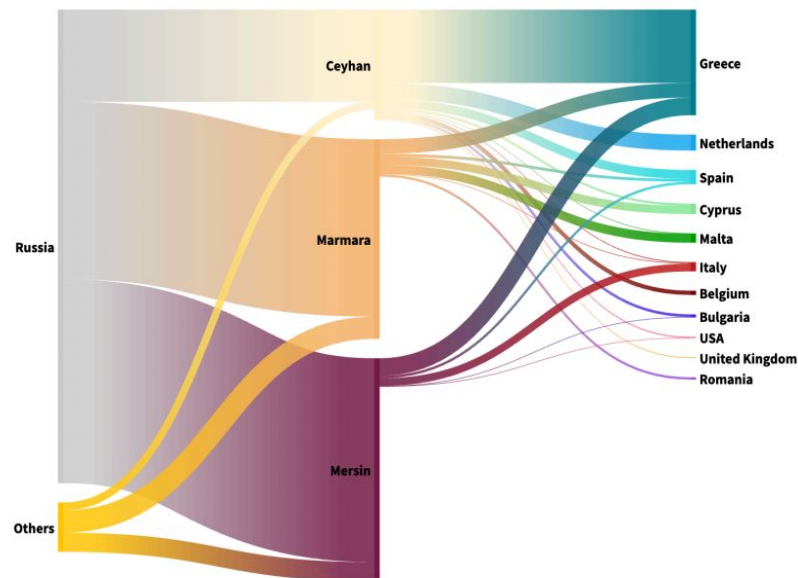 Russia
Others
Ceyhan
Marmara
Mersin
Greece
Netherlands
Spain
Cyprus
Malta
Italy
Belgium
Bulgaria
USA
United Kingdom
Romania